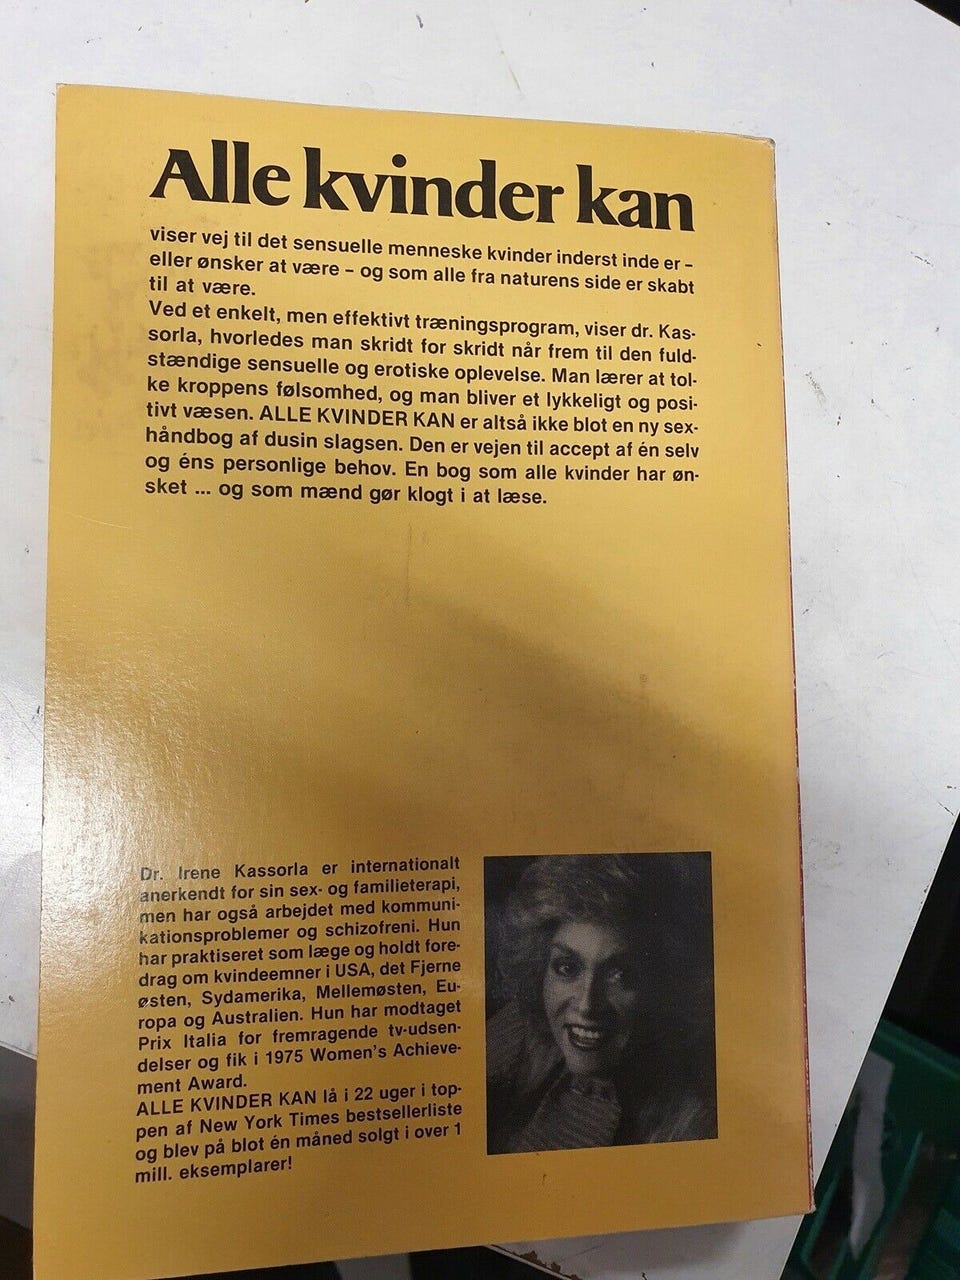 Alle kvinder kan
viser vej til det sensuelle menneske kvinder inderst inde er –
eller ønsker at være – og som alle fra naturens side er skabt
til at være.
Ved et enkelt, men effektivt træningsprogram, viser dr. Kas-
sorla, hvorledes man skridt for skridt når frem til den fuld-
stændige sensuelle og erotiske oplevelse. Man lærer at tol-
ke kroppens følsomhed, og man bliver et lykkeligt og posi-
tivt væsen. ALLE KVINDER KAN er altså ikke blot en ny sex-
håndbog af dusin slagsen. Den er vejen til accept af én selv
og éns personlige behov. En bog som alle kvinder har øn-
sket ... og som mænd gør klogt i at læse.
Dr. Irene Kassorla er internationalt
anerkendt for sin sex- og familieterapi,
men har også arbejdet med kommuni-
kationsproblemer og schizofreni. Hun
har praktiseret som læge og holdt fore-
drag om kvindeemner i USA, det Fjerne
østen, Sydamerika, Mellemøsten, Eu-
ropa og Australien. Hun har modtaget
Prix Italia for fremragende tv-udsen-
delser og fik i 1975 Women's Achieve-
ment Award.
ALLE KVINDER KAN lå i 22 uger i top-
pen af New York Times bestsellerliste
og blev på blot én måned solgt i over 1
mill. eksemplarer!